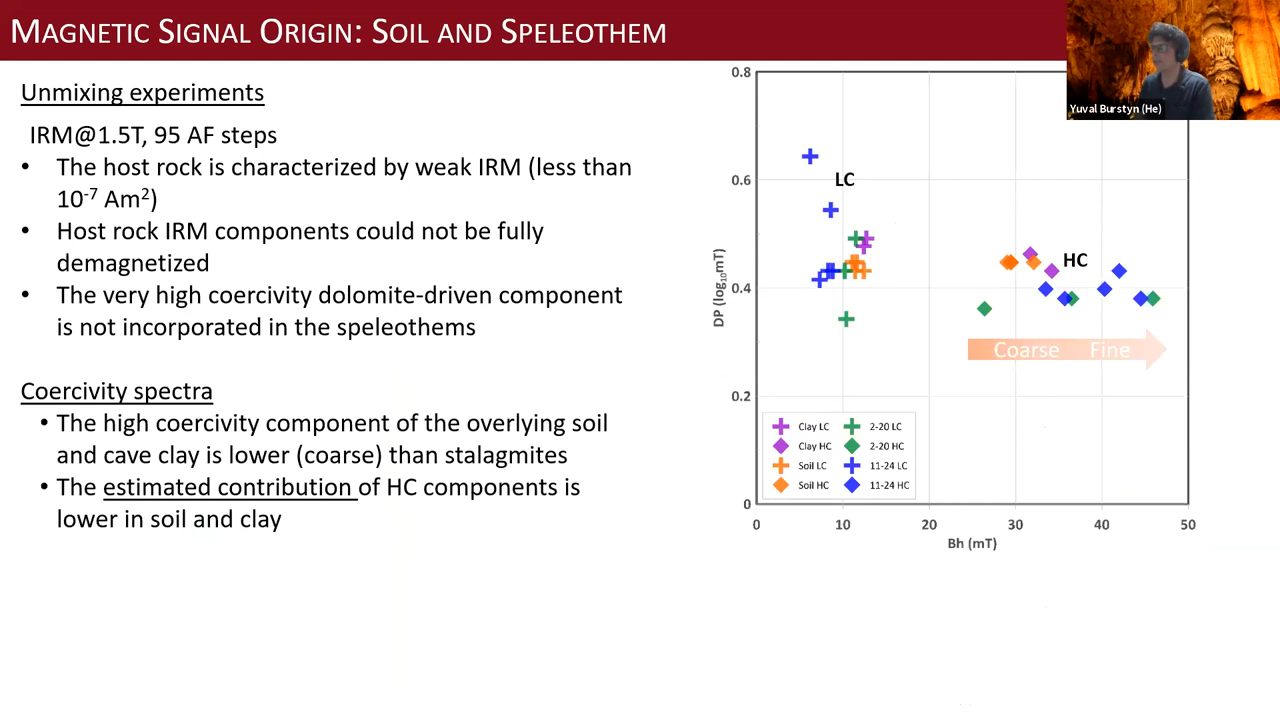 MAGNETIC SIGNAL ORIGIN: SOIL AND SPELEOTHEM
Yuval Burstyn (He)
Unmixing experiments
IRM@1.5T, 95 AF steps
• The host rock is characterized by weak IRM (less than
10⁻⁷ Am²)
• Host rock IRM components could not be fully
demagnetized
• The very high coercivity dolomite-driven component
is not incorporated in the speleothems
Coercivity spectra
• The high coercivity component of the overlying soil
and cave clay is lower (coarse) than stalagmites
• The estimated contribution of HC components is
lower in soil and clay
0.8
0.6
0.4
0.2
0
DP (log₁₀mT)
LC
HC
Coarse Fine
Clay LC 2-20 LC
Clay HC 2-20 HC
Soil LC 11-24 LC
Soil HC 11-24 HC
0 10 20 30 40 50
Bh (mT)